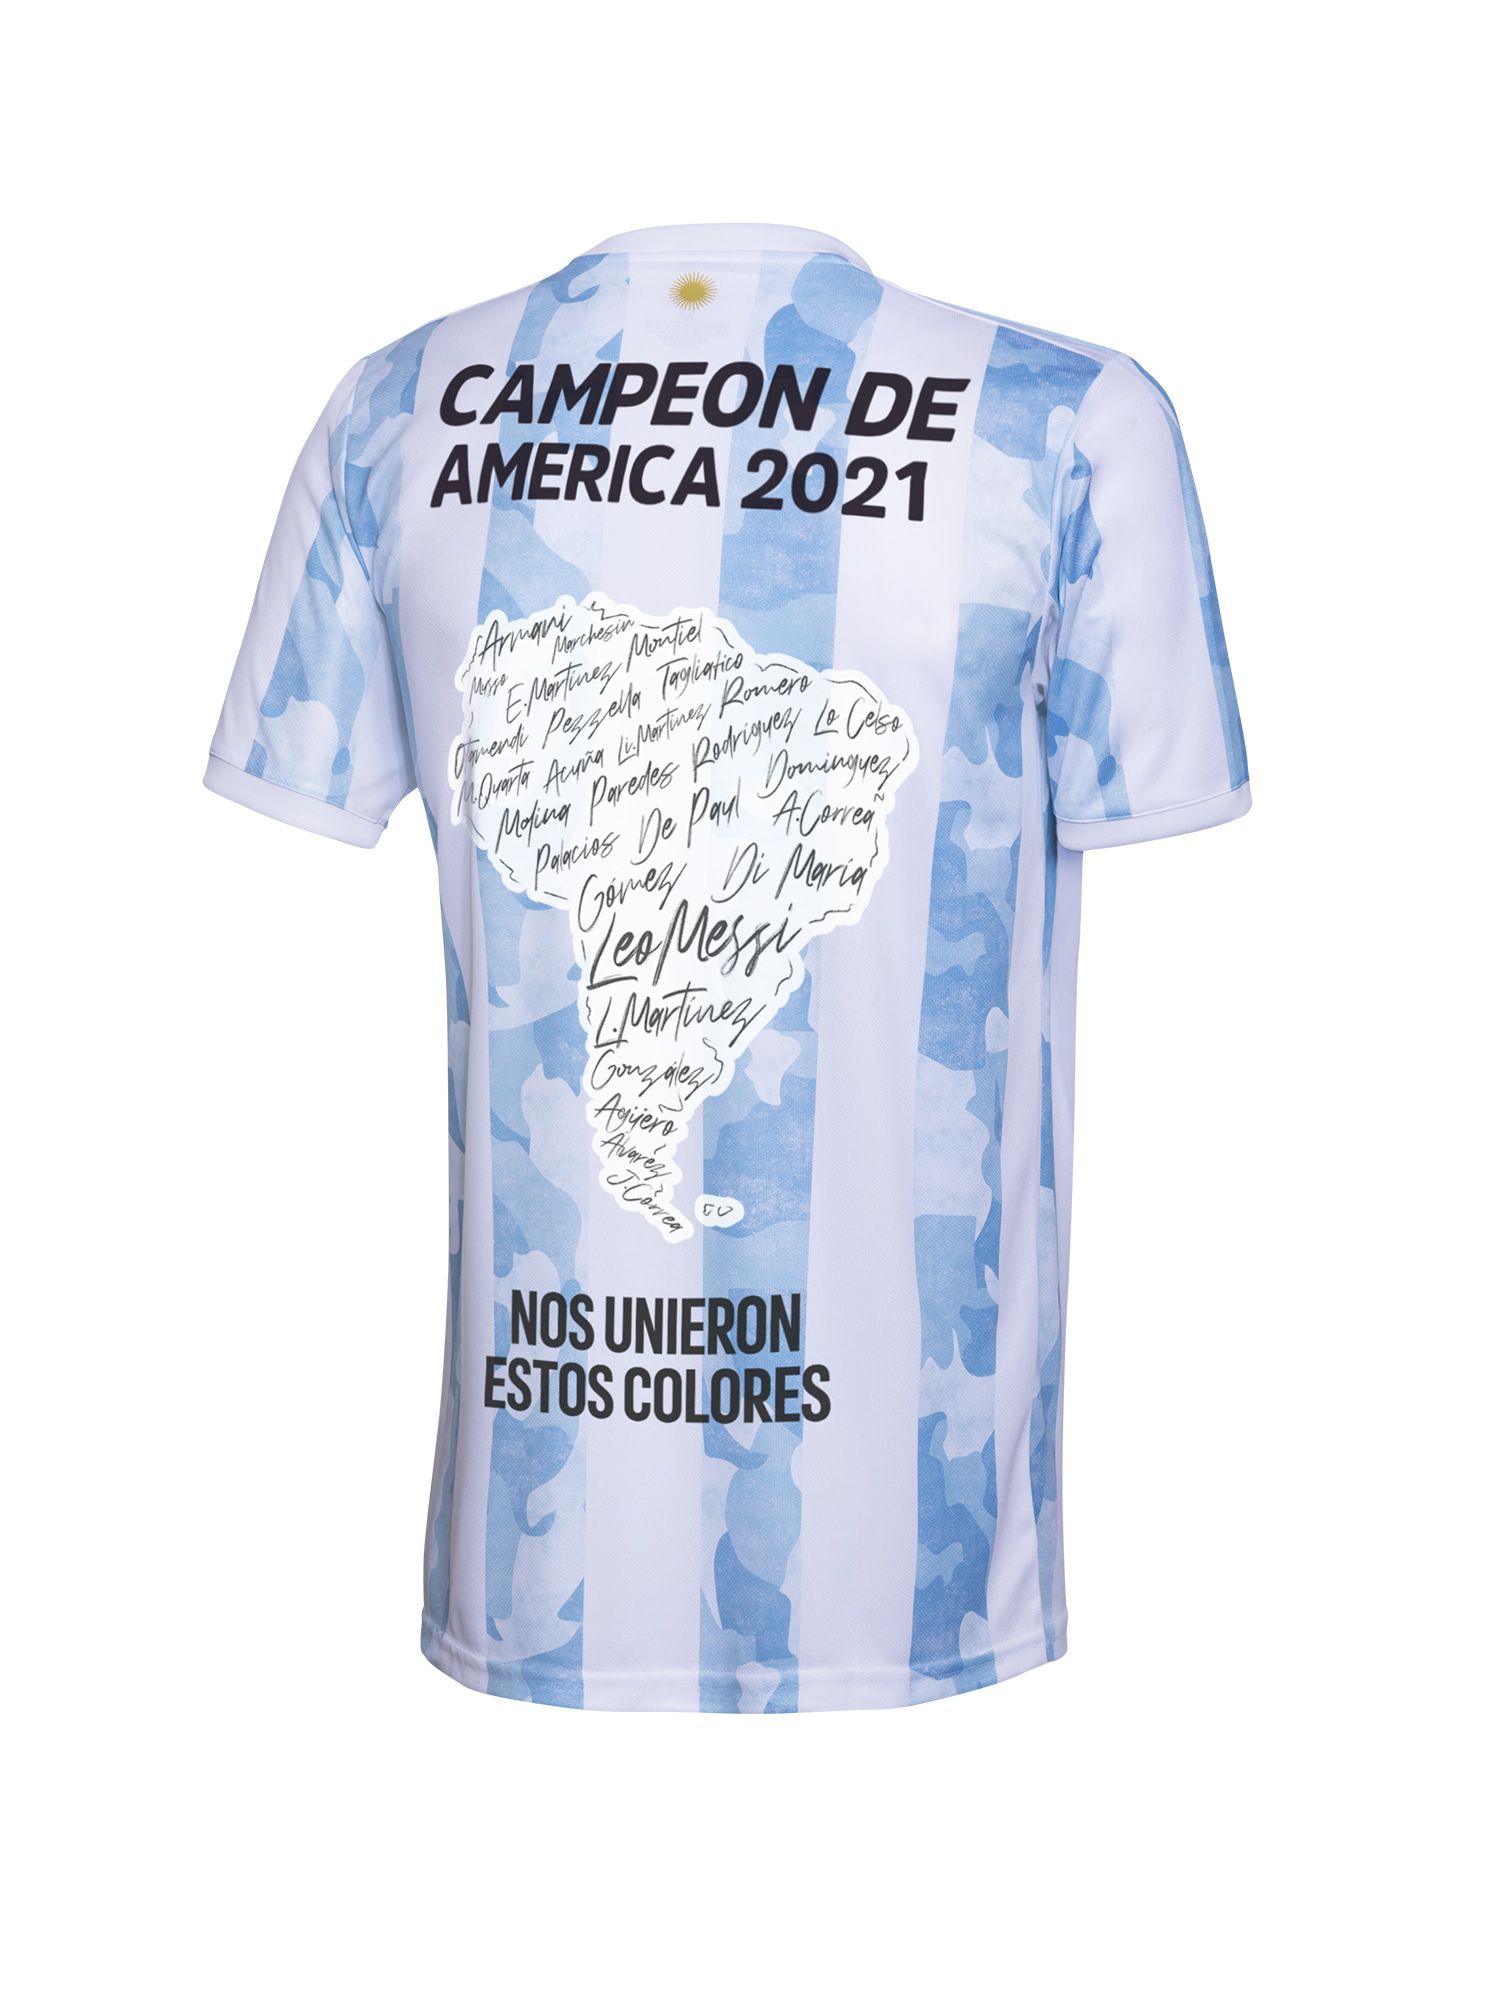 CAMPEON DE
AMERICA 2021
Armani Marchesin Montiel
Musso E.Martínez Tagliafico
Otamendi Pezzella Li.Martínez Romero
M.Quarta Acuña Rodríguez Lo Celso
Molina Paredes Domínguez
Palacios De Paul A.Correa
Gómez Di María
Leo Messi
L.Martínez
González
Agüero
Alvarez
J.Correa
NOS UNIERON
ESTOS COLORES